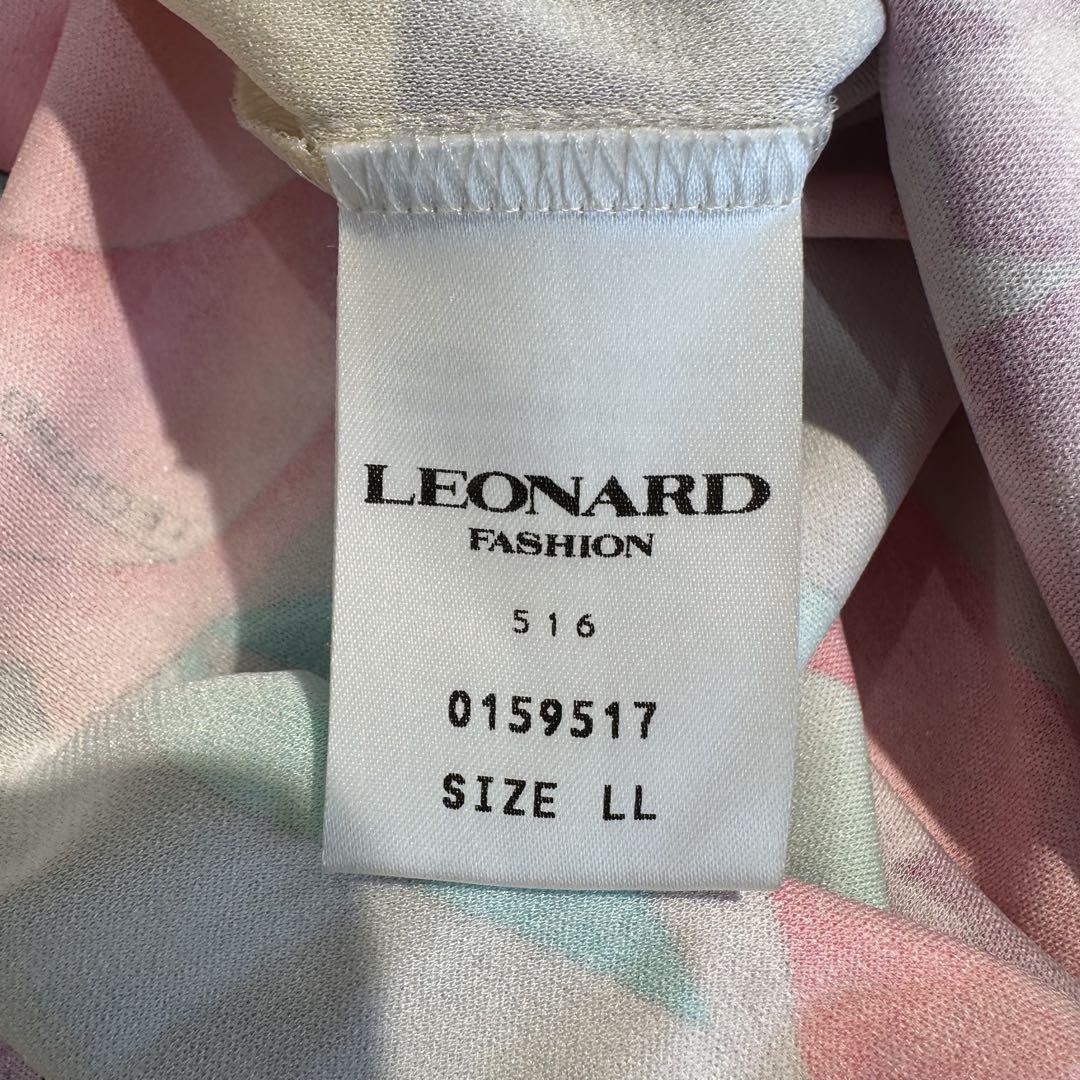 LEONARD
FASHION
516
0159517
SIZE LL